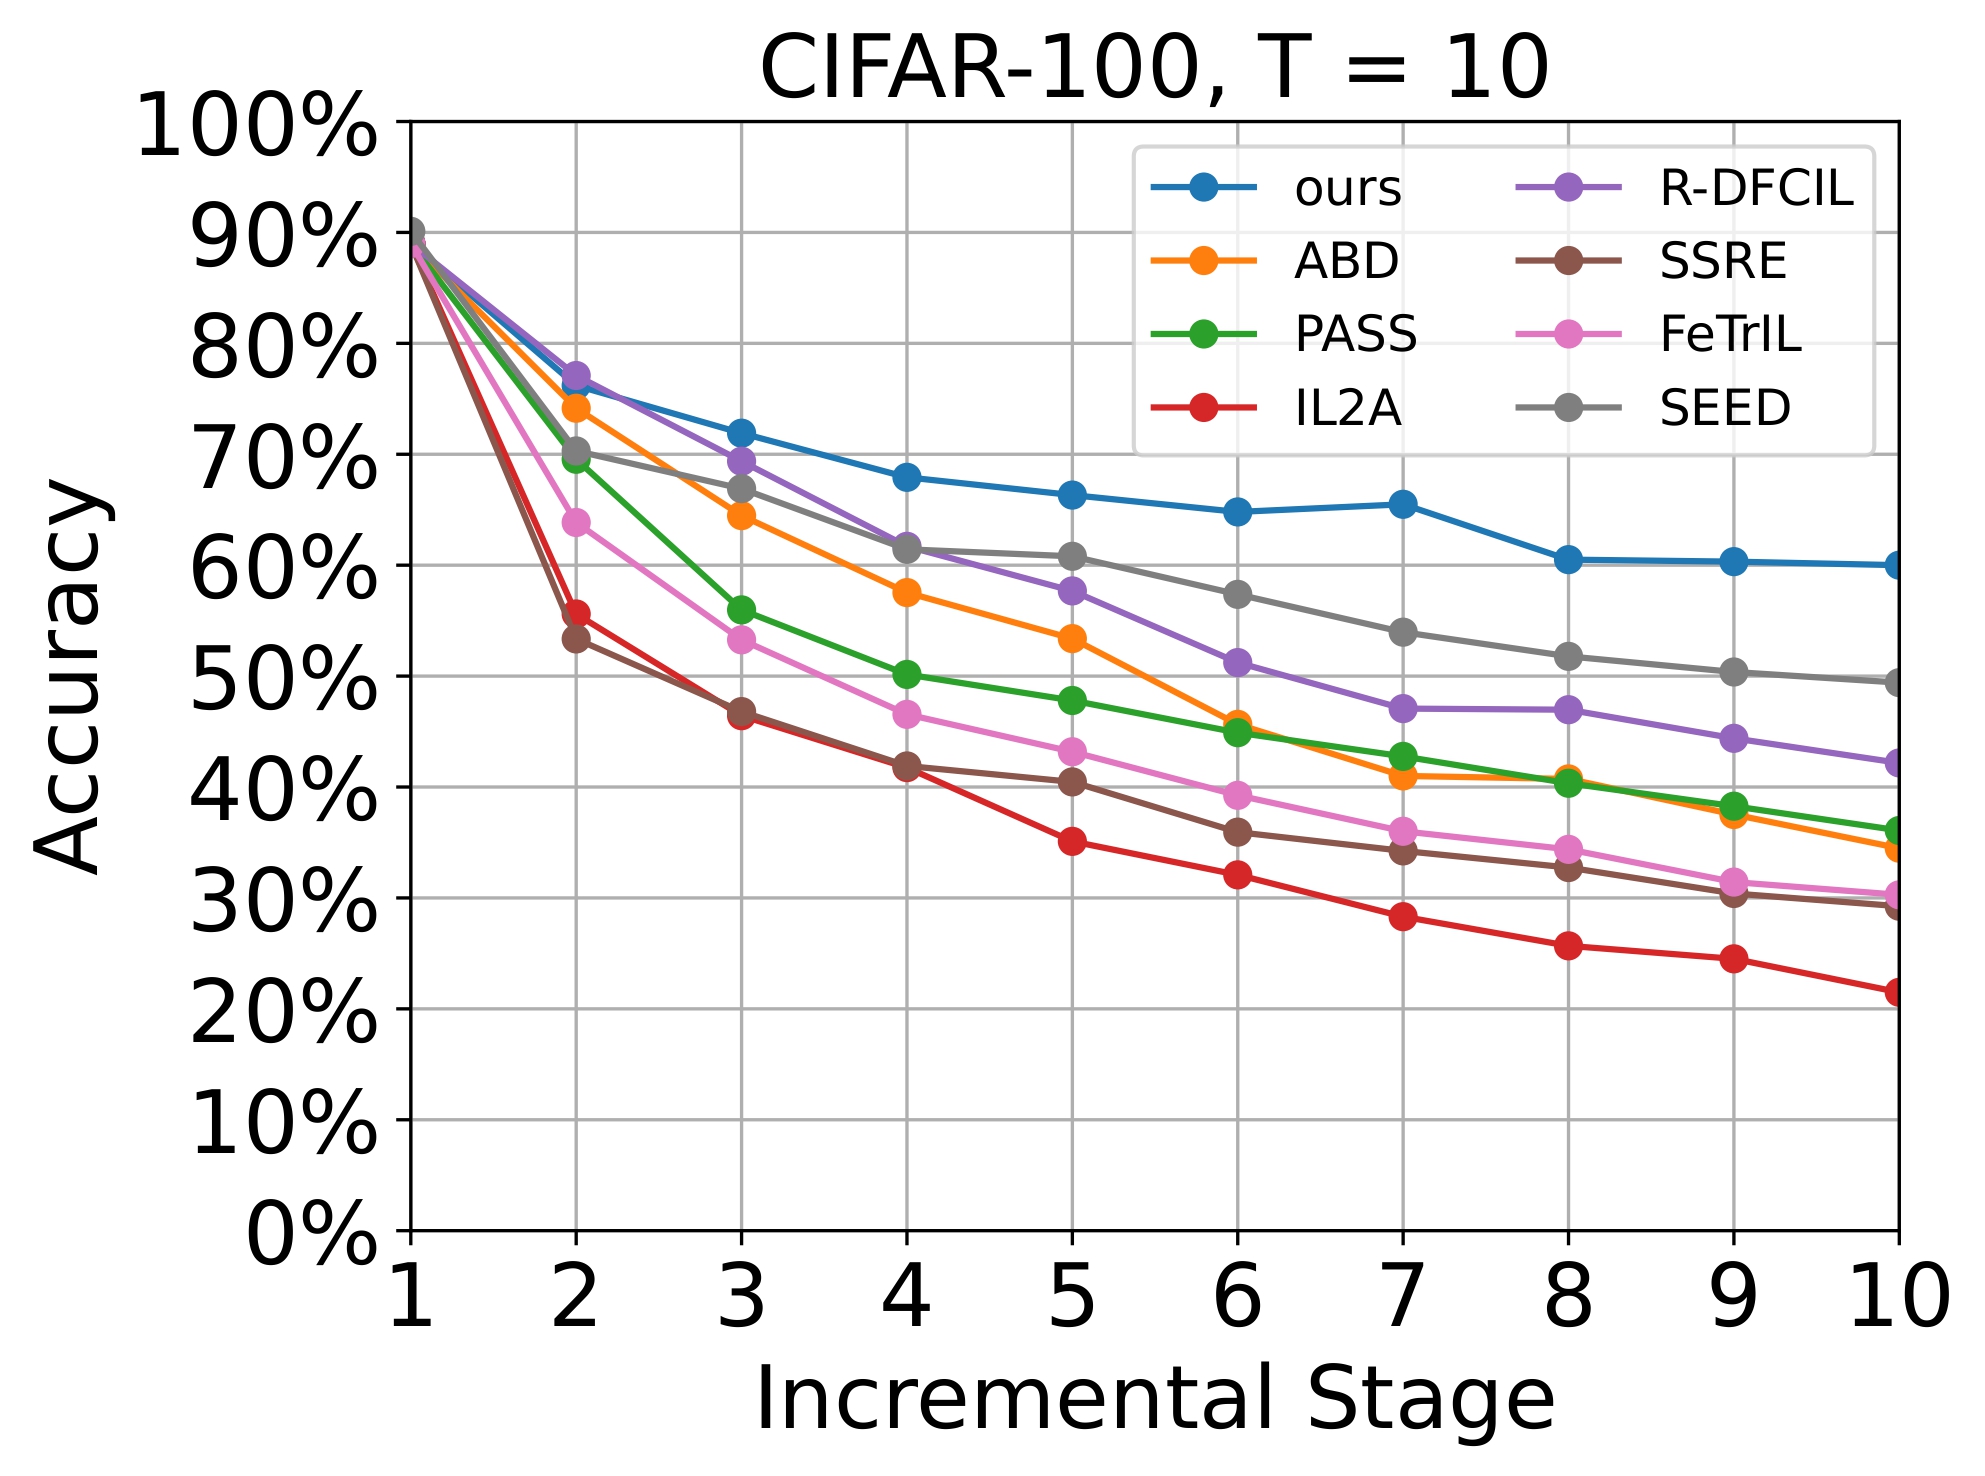 CIFAR-100, T = 10
100%
90%
80%
70%
60%
50%
40%
30%
20%
10%
0%
Accuracy
ours
ABD
PASS
IL2A
R-DFCIL
SSRE
FeTrIL
SEED
1 2 3 4 5 6 7 8 9 10
Incremental Stage